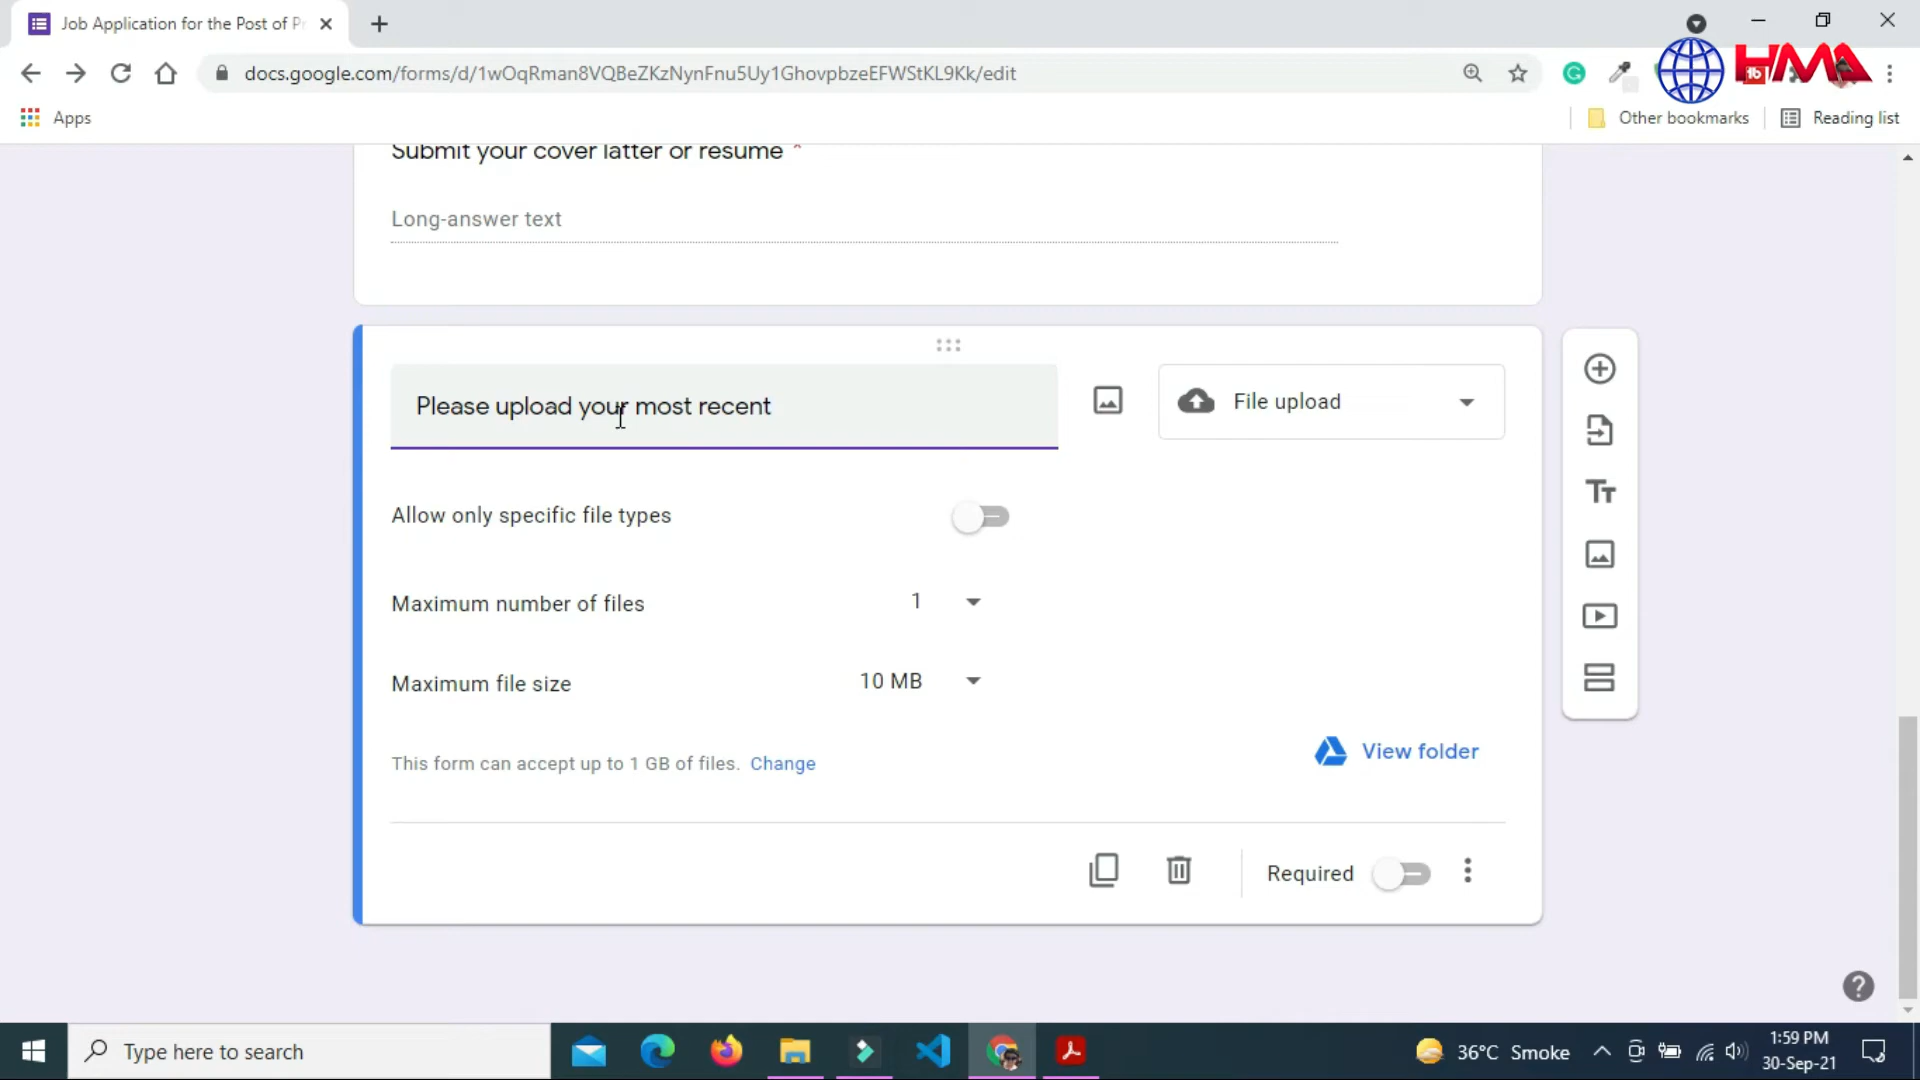 Job Application for the Post of P
docs.google.com/forms/d/1wOqRman8VQBeZKzNynFnu5Uy1GhovpbzeEFWStKL9Kk/edit
HMA
Apps
Other bookmarks
Reading list
Submit your cover latter or resume *
Long-answer text
Please upload your most recent
File upload
Allow only specific file types
Maximum number of files
1
Maximum file size
10 MB
This form can accept up to 1 GB of files. Change
View folder
Required
Type here to search
36°C Smoke
1:59 PM
30-Sep-21